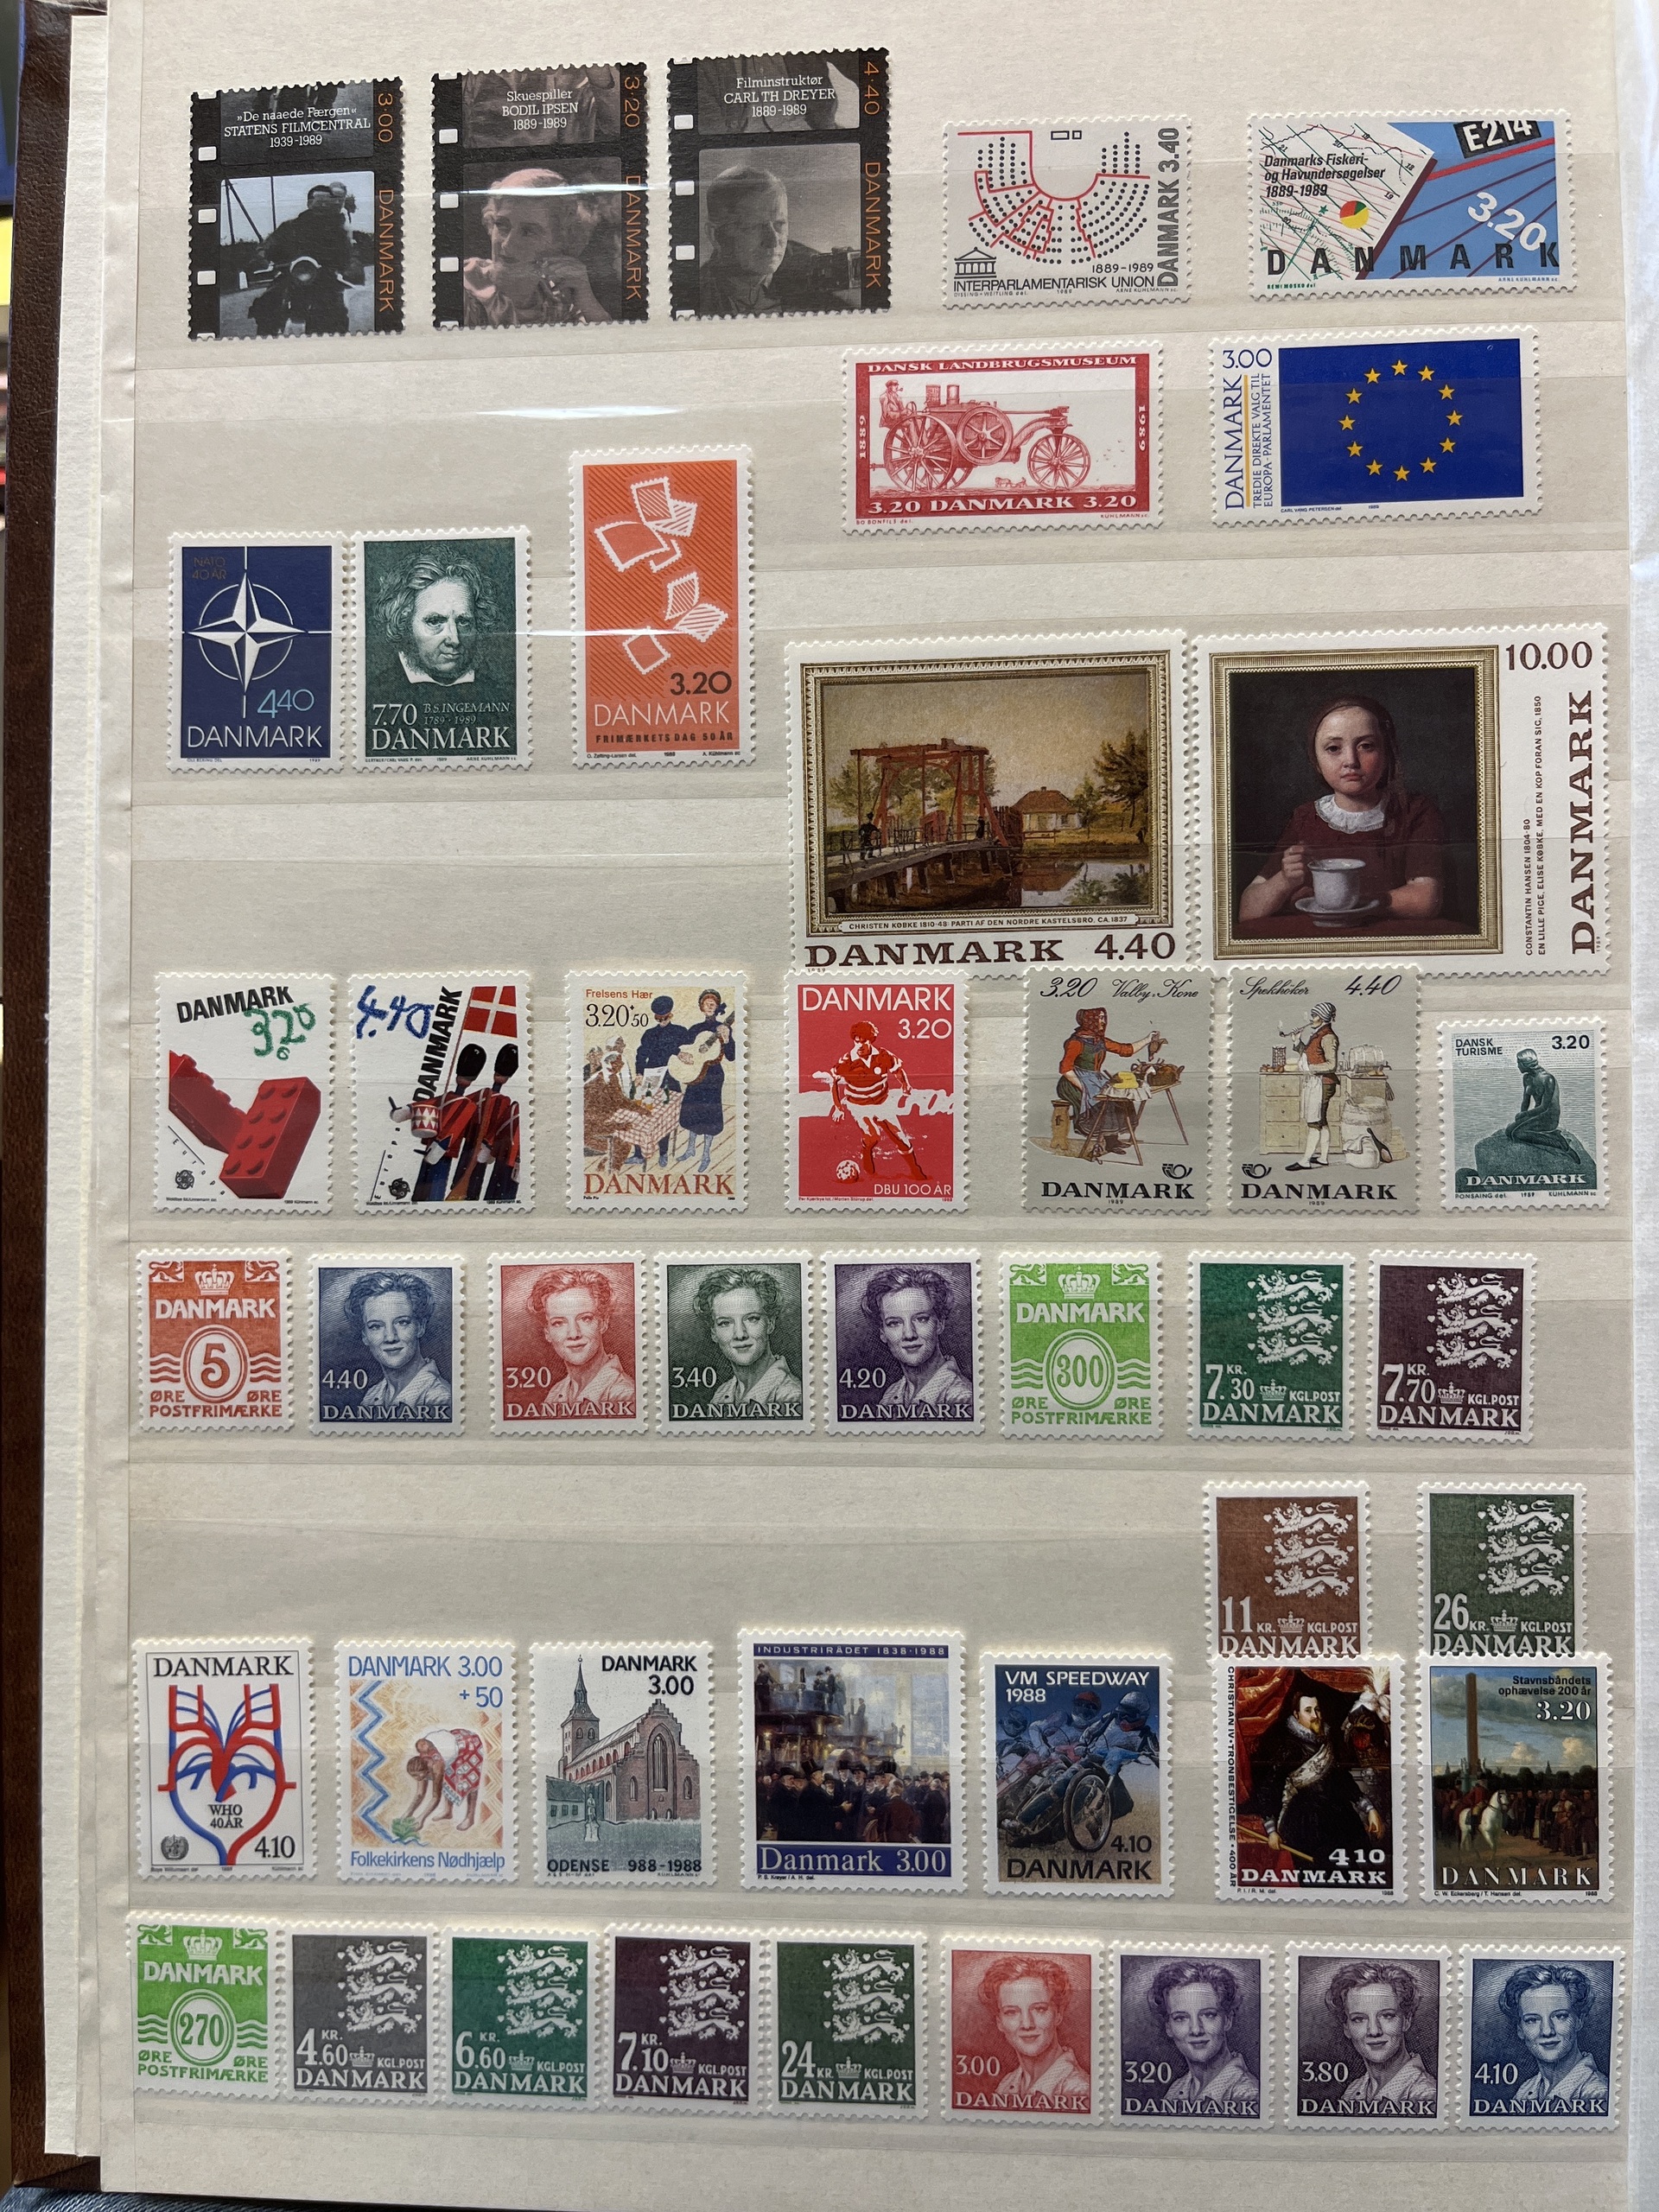 »De naaede Færgen«
STATENS FILMCENTRAL
1939-1989
3·00
DANMARK
Skuespiller
BODIL IPSEN
1889-1989
3·20
DANMARK
Filminstruktør
CARL TH DREYER
1889-1989
4·40
DANMARK
DANMARK 3.40
1889-1989
INTERPARLAMENTARISK UNION
E214
Danmarks Fiskeri-
og Havundersøgelser
1889-1989
3.20
DANMARK
DANSK LANDBRUGSMUSEUM
1889
1989
3.20 DANMARK 3.20
BO BONFILS del.
KÜHLMANN sc.
3.00
DANMARK
TREDIE DIREKTE VALG TIL
EUROPA-PARLAMENTET
NATO
40 ÅR
4.40
DANMARK
7.70
B.S. INGEMANN
1789-1989
DANMARK
3.20
DANMARK
FRIMÆRKETS DAG 50 ÅR
CHRISTEN KØBKE 1810-48: PARTI AF DEN NORDRE KASTELSBRO, CA.1837
DANMARK 4.40
10.00
CONSTANTIN HANSEN 1804-80
EN LILLE PIGE, ELISE KØBKE, MED EN KOP FORAN SIG, 1850
DANMARK
DANMARK
3.20
4.40
DANMARK
Frelsens Hær
3.20+50
DANMARK
DANMARK
3.20
DBU 100 ÅR
3.20 Valby-Kone
DANMARK
1989
Spekhöker 4.40
DANMARK
1989
DANSK
TURISME
3.20
DANMARK
DANMARK
5
ØRE ØRE
POSTFRIMÆRKE
4.40
DANMARK
3.20
DANMARK
3.40
DANMARK
4.20
DANMARK
DANMARK
300
ØRE ØRE
POSTFRIMÆRKE
7.30 KR. KGL.POST
DANMARK
7.70 KR. KGL.POST
DANMARK
11 KR. KGL.POST
DANMARK
26 KR. KGL.POST
DANMARK
DANMARK
WHO
40 ÅR
4.10
DANMARK 3.00
+ 50
Folkekirkens Nødhjælp
DANMARK
3.00
ODENSE 988-1988
INDUSTRIRÅDET 1838-1988
Danmark 3.00
VM SPEEDWAY
1988
4.10
DANMARK
CHRISTIAN IV·TRONBESTIGELSE·400 ÅR
4.10
DANMARK
Stavnsbåndets
ophævelse 200 år
3.20
DANMARK
DANMARK
270
ØRE ØRE
POSTFRIMÆRKE
4.60 KR. KGL.POST
DANMARK
6.60 KR. KGL.POST
DANMARK
7.10 KR. KGL.POST
DANMARK
24 KR. KGL.POST
DANMARK
3.00
DANMARK
3.20
DANMARK
3.80
DANMARK
4.10
DANMARK